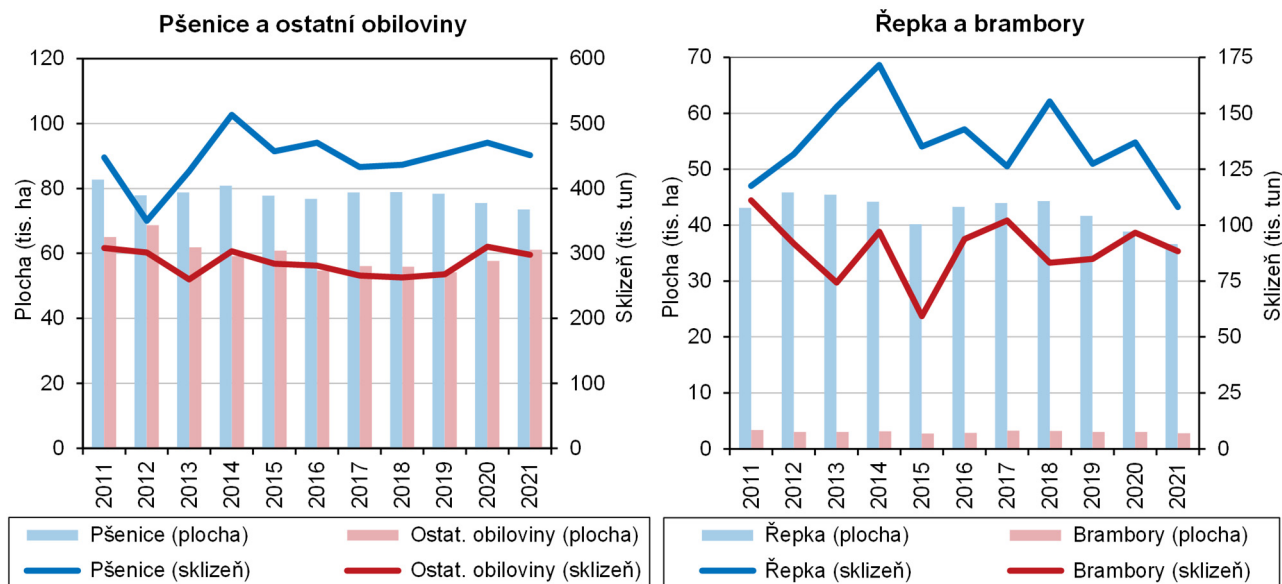 Pšenice a ostatní obiloviny
Plocha (tis. ha)
120
100
80
60
40
20
0
600
500
400
300
200
100
0
Sklizeň (tis. tun)
2011 2012 2013 2014 2015 2016 2017 2018 2019 2020 2021
Pšenice (plocha) Ostat. obiloviny (plocha)
Pšenice (sklizeň) Ostat. obiloviny (sklizeň)
Řepka a brambory
Plocha (tis. ha)
70
60
50
40
30
20
10
0
175
150
125
100
75
50
25
0
Sklizeň (tis. tun)
2011 2012 2013 2014 2015 2016 2017 2018 2019 2020 2021
Řepka (plocha) Brambory (plocha)
Řepka (sklizeň) Brambory (sklizeň)